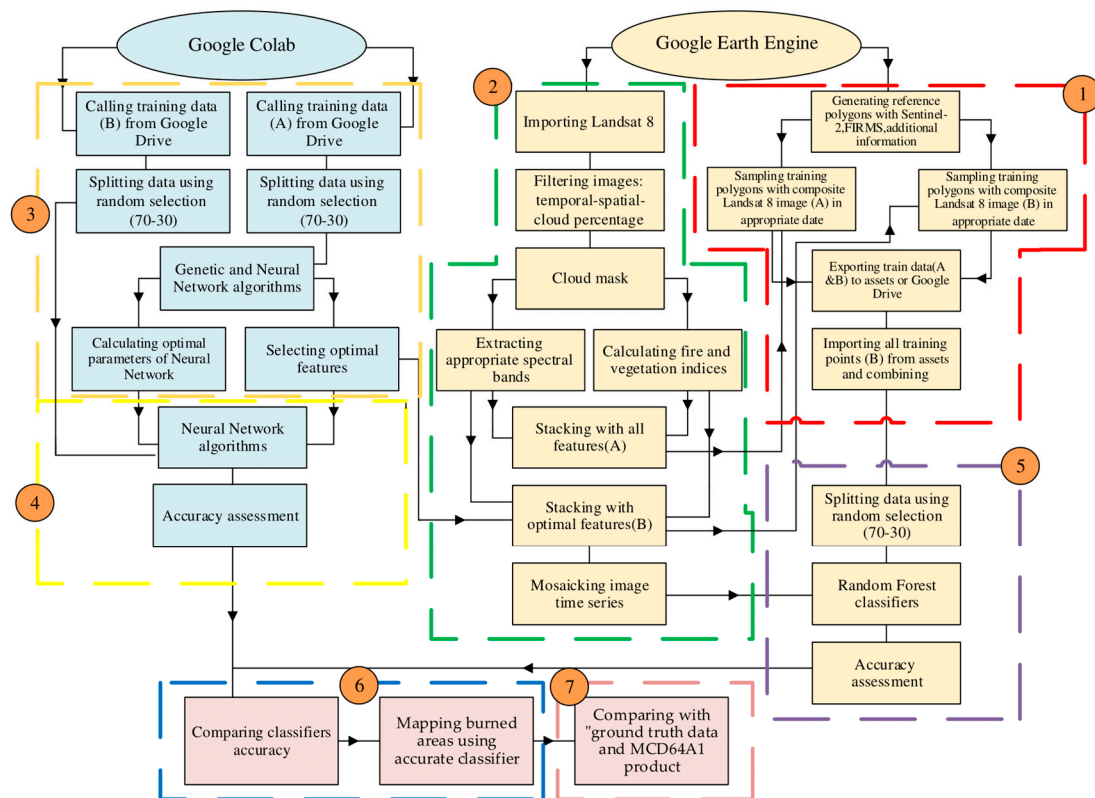 Google Colab
Google Earth Engine
1
2
3
4
5
6
7
Calling training data
(B) from Google
Drive
Calling training data
(A) from Google
Drive
Splitting data using
random selection
(70-30)
Splitting data using
random selection
(70-30)
Genetic and Neural
Network algorithms
Calculating optimal
parameters of Neural
Network
Selecting optimal
features
Neural Network
algorithms
Accuracy assessment
Importing Landsat 8
Filtering images:
temporal-spatial-
cloud percentage
Cloud mask
Extracting
appropriate spectral
bands
Calculating fire and
vegetation indices
Stacking with all
features(A)
Stacking with
optimal features(B)
Mosaicking image
time series
Generating reference
polygons with Sentinel-
2,FIRMS,additional
information
Sampling training
polygons with composite
Landsat 8 image (A) in
appropriate date
Sampling training
polygons with composite
Landsat 8 image (B) in
appropriate date
Exporting train data(A
&B) to assets or Google
Drive
Importing all training
points (B) from assets
and combining
Splitting data using
random selection
(70-30)
Random Forest
classifiers
Accuracy
assessment
Comparing classifiers
accuracy
Mapping burned
areas using
accurate classifier
Comparing with
"ground truth data
and MCD64A1
product